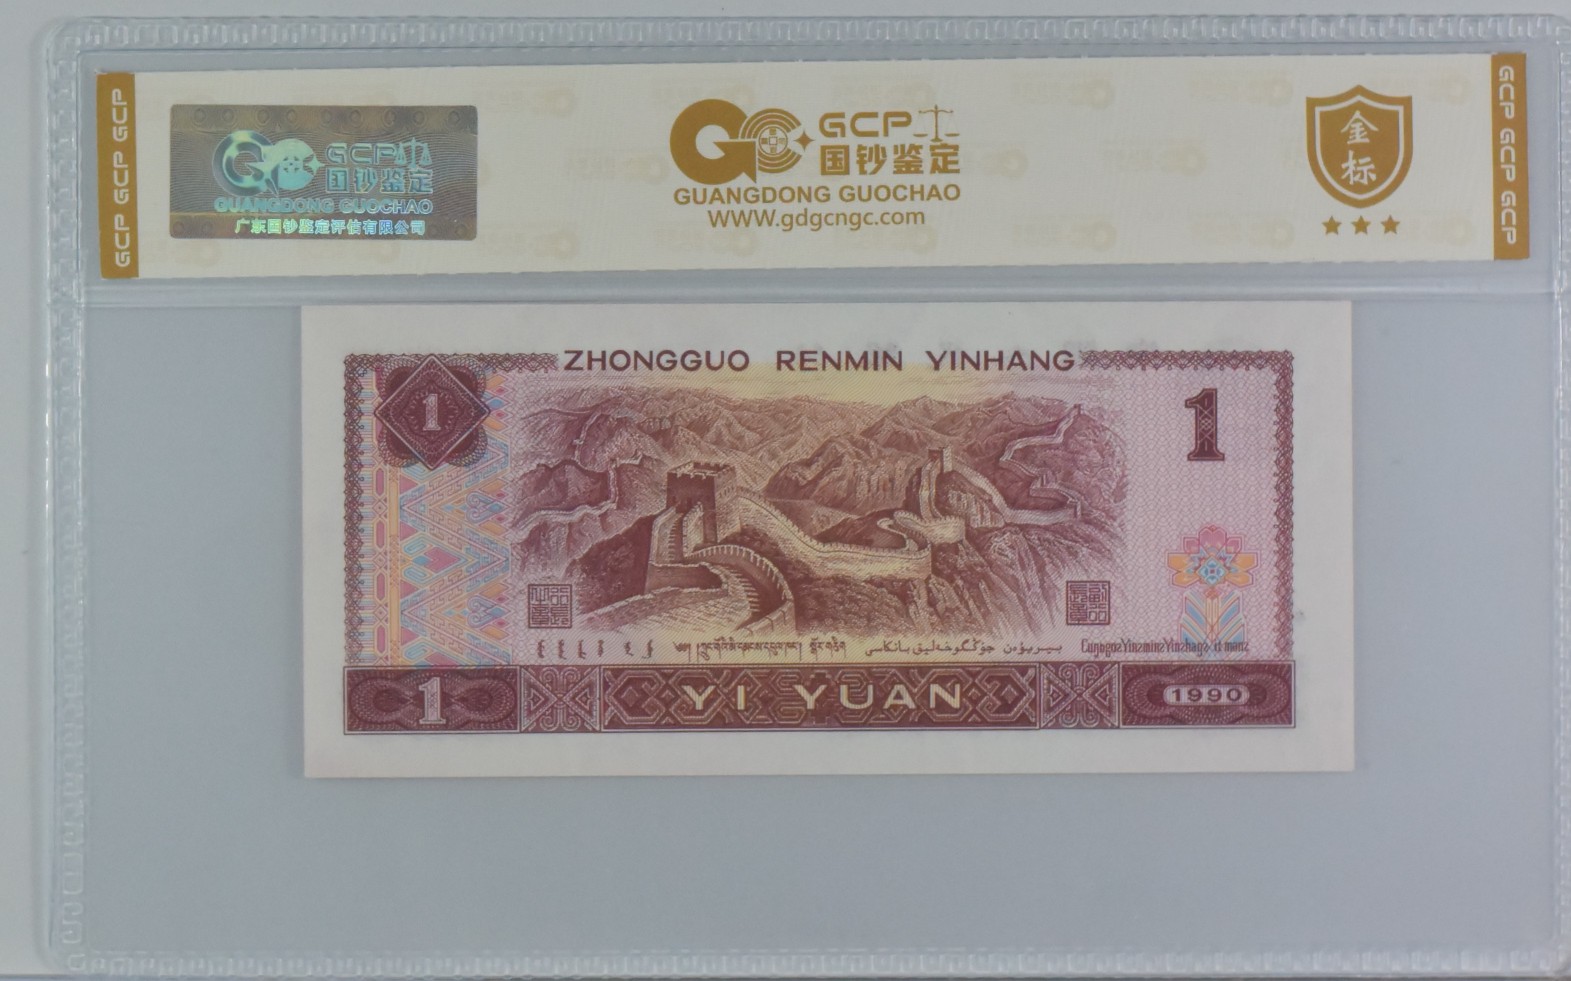 GCP GCP GCP
GCP
国钞鉴定
GUANGDONG GUOCHAO
广东国钞鉴定评估有限公司
GCP
国钞鉴定
GUANGDONG GUOCHAO
WWW.gdgcngc.com
金标
GCP GCP GCP
ZHONGGUO RENMIN YINHANG
1
1
1
YI YUAN
1990